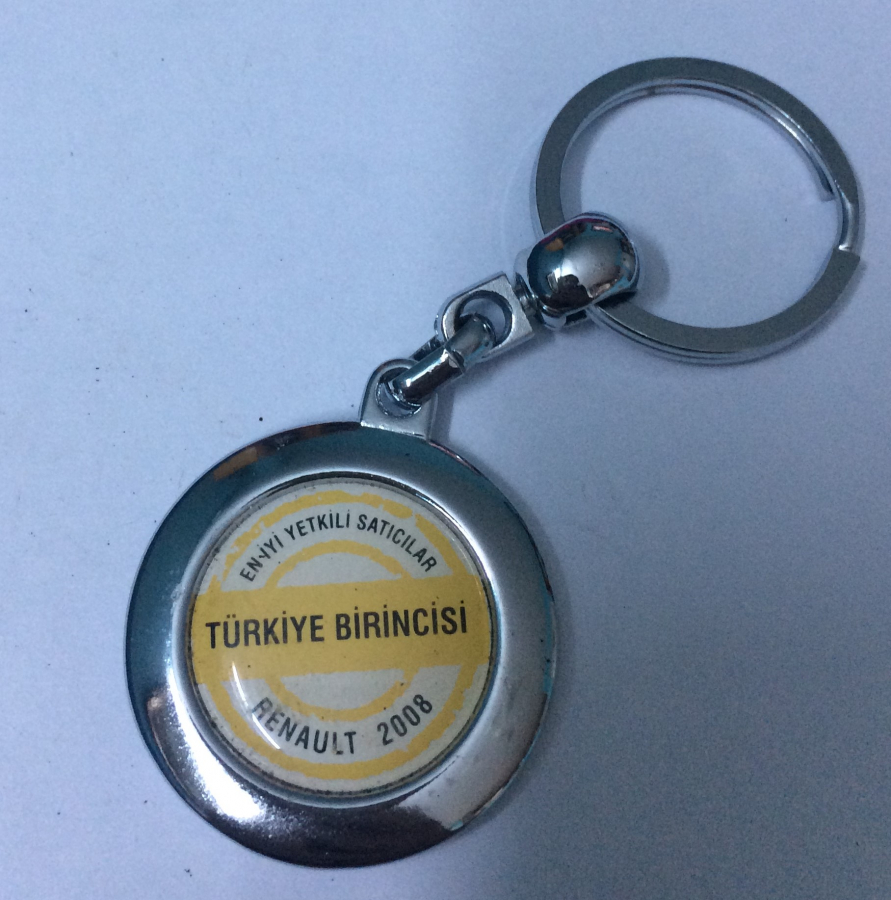 EN İYİ YETKİLİ SATICILAR
TÜRKİYE BİRİNCİSİ
RENAULT 2008